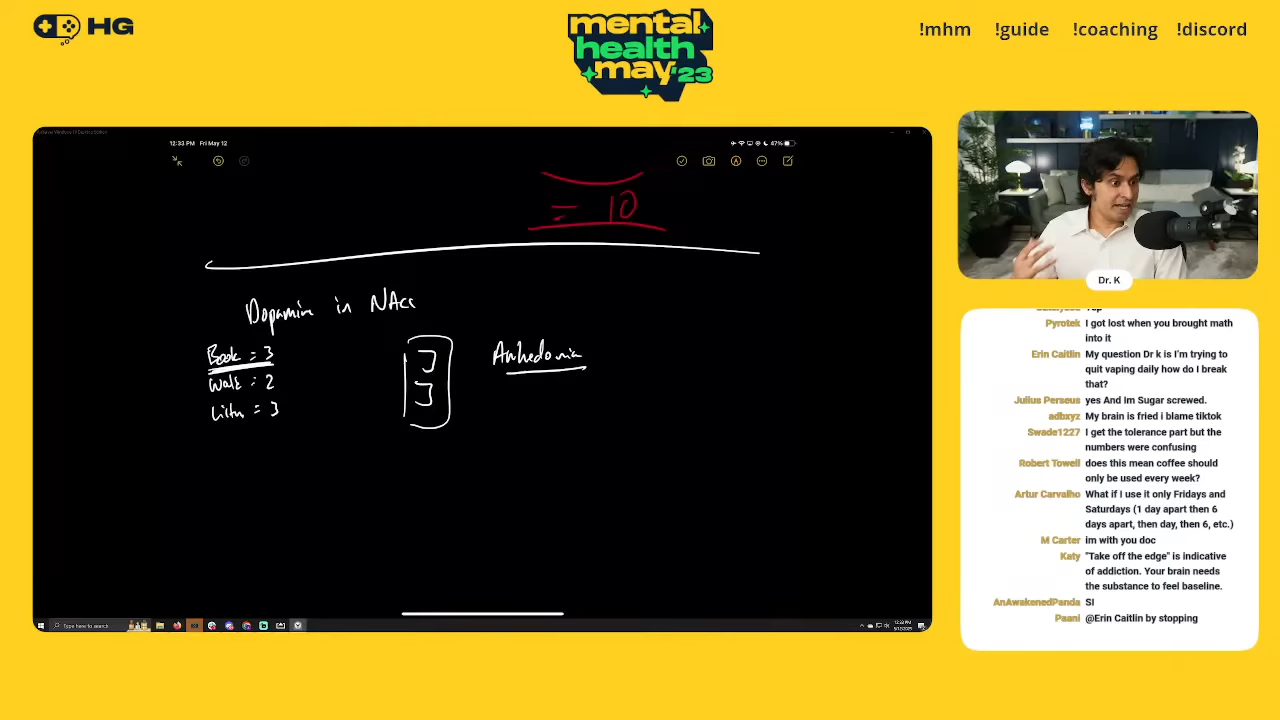 HG
mental
health
may '23
!mhm !guide !coaching !discord
12:33 PM Fri May 12
47%
= 10
Dopamine in NAcc
Book = 3
Walk = 2
Listen = 3
Anhedonia
Type here to search
Dr. K
Yep
Pyrotek I got lost when you brought math
into it
Erin Caitlin My question Dr k is I'm trying to
quit vaping daily how do I break
that?
Julius Perseus yes And Im Sugar screwed.
adbxyz My brain is fried i blame tiktok
Swade1227 I get the tolerance part but the
numbers were confusing
Robert Towell does this mean coffee should
only be used every week?
Artur Carvalho What if I use it only Fridays and
Saturdays (1 day apart then 6
days apart, then day, then 6, etc.)
M Carter im with you doc
Katy "Take off the edge" is indicative
of addiction. Your brain needs
the substance to feel baseline.
AnAwakenedPanda SI
Paani @Erin Caitlin by stopping